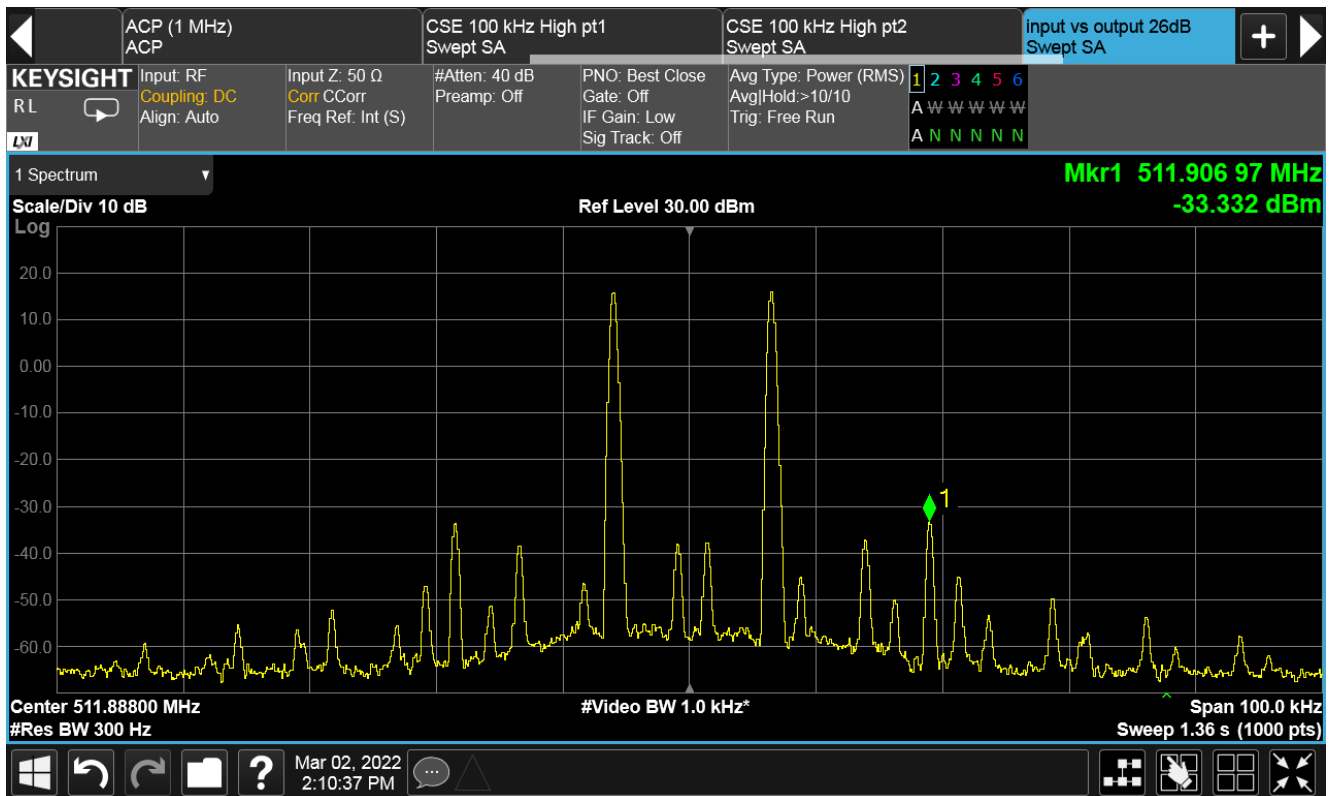 ACP (1 MHz)
ACP
CSE 100 kHz High pt1
Swept SA
CSE 100 kHz High pt2
Swept SA
input vs output 26dB
Swept SA
+
KEYSIGHT
RL
LXI
Input: RF
Coupling: DC
Align: Auto
Input Z: 50 Ω
Corr CCorr
Freq Ref: Int (S)
#Atten: 40 dB
Preamp: Off
PNO: Best Close
Gate: Off
IF Gain: Low
Sig Track: Off
Avg Type: Power (RMS)
Avg|Hold:>10/10
Trig: Free Run
1 2 3 4 5 6
A W W W W W
A N N N N N
1 Spectrum
Scale/Div 10 dB
Log
Ref Level 30.00 dBm
Mkr1 511.906 97 MHz
-33.332 dBm
20.0
10.0
0.00
-10.0
-20.0
-30.0
-40.0
-50.0
-60.0
1
Center 511.88800 MHz
#Res BW 300 Hz
#Video BW 1.0 kHz*
Span 100.0 kHz
Sweep 1.36 s (1000 pts)
?
Mar 02, 2022
2:10:37 PM